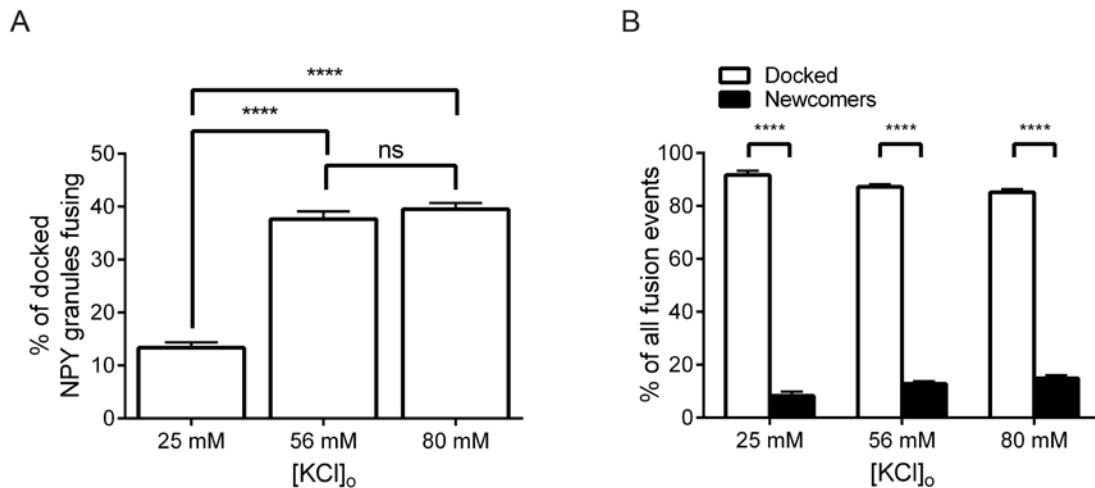 A
****
****
ns
50
40
30
20
10
0
% of docked
NPY granules fusing
25 mM
56 mM
80 mM
[KCl]o
B
Docked
Newcomers
****
****
****
100
80
60
40
20
0
% of all fusion events
25 mM
56 mM
80 mM
[KCl]o